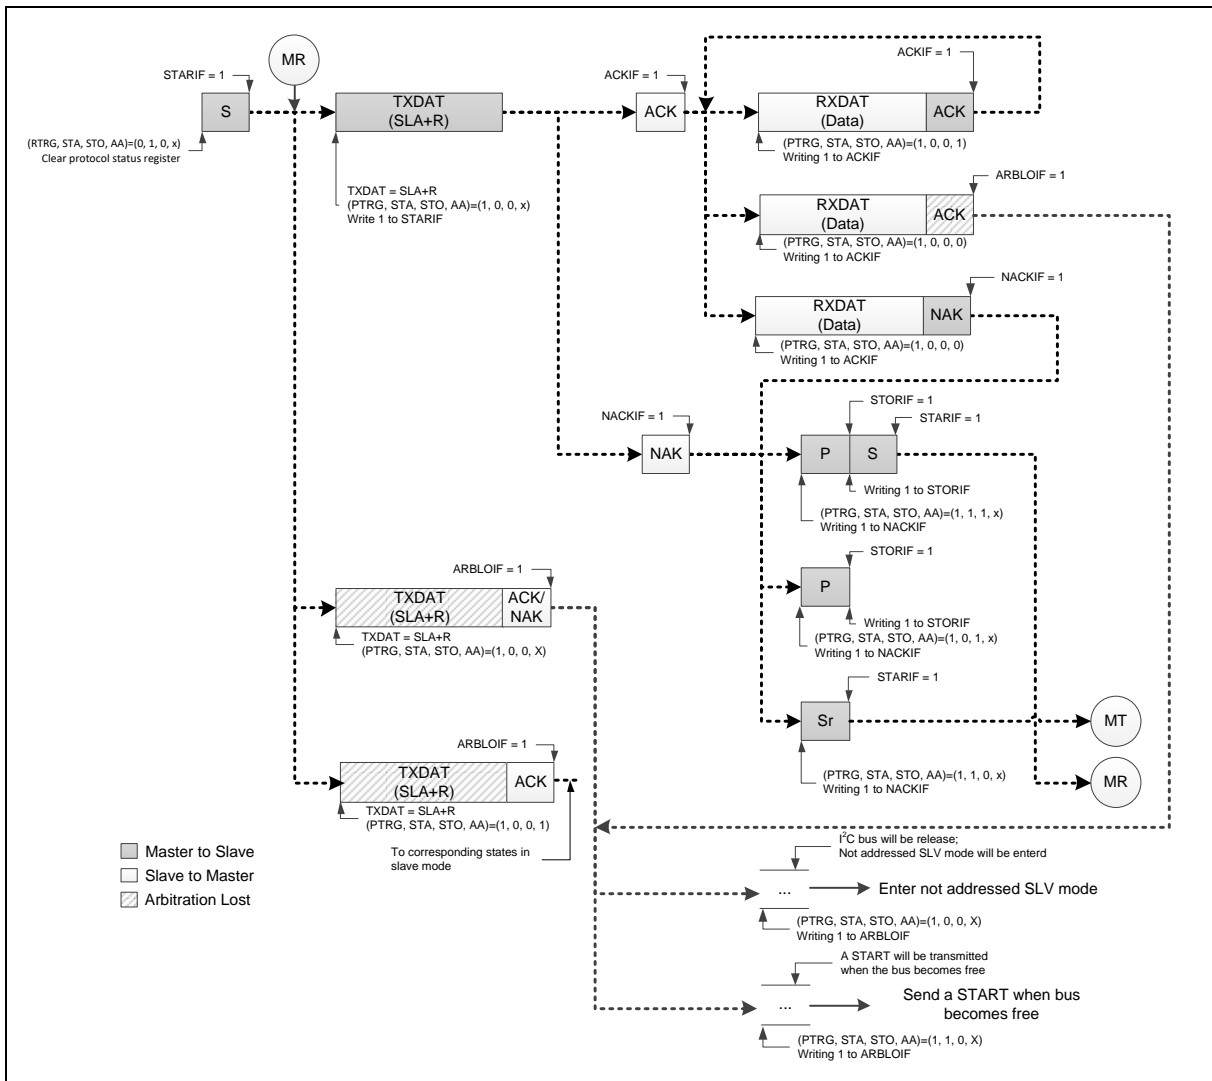 MR
STARIF = 1
S
(RTRG, STA, STO, AA)=(0, 1, 0, x)
Clear protocol status register
TXDAT
(SLA+R)
TXDAT = SLA+R
(PTRG, STA, STO, AA)=(1, 0, 0, x)
Write 1 to STARIF
ACKIF = 1
ACK
ACKIF = 1
RXDAT
(Data)
ACK
(PTRG, STA, STO, AA)=(1, 0, 0, 1)
Writing 1 to ACKIF
ARBLOIF = 1
RXDAT
(Data)
ACK
(PTRG, STA, STO, AA)=(1, 0, 0, 0)
Writing 1 to ACKIF
NACKIF = 1
RXDAT
(Data)
NAK
(PTRG, STA, STO, AA)=(1, 0, 0, 0)
Writing 1 to ACKIF
NACKIF = 1
NAK
STORIF = 1
STARIF = 1
P
S
Writing 1 to STORIF
(PTRG, STA, STO, AA)=(1, 1, 1, x)
Writing 1 to NACKIF
STORIF = 1
P
Writing 1 to STORIF
(PTRG, STA, STO, AA)=(1, 0, 1, x)
Writing 1 to NACKIF
STARIF = 1
Sr
(PTRG, STA, STO, AA)=(1, 1, 0, x)
Writing 1 to NACKIF
MT
MR
ARBLOIF = 1
TXDAT
(SLA+R)
ACK/
NAK
TXDAT = SLA+R
(PTRG, STA, STO, AA)=(1, 0, 0, X)
ARBLOIF = 1
TXDAT
(SLA+R)
ACK
TXDAT = SLA+R
(PTRG, STA, STO, AA)=(1, 0, 0, 1)
To corresponding states in
slave mode
Master to Slave
Slave to Master
Arbitration Lost
I²C bus will be release;
Not addressed SLV mode will be enterd
...
Enter not addressed SLV mode
(PTRG, STA, STO, AA)=(1, 0, 0, X)
Writing 1 to ARBLOIF
A START will be transmitted
when the bus becomes free
...
Send a START when bus
becomes free
(PTRG, STA, STO, AA)=(1, 1, 0, X)
Writing 1 to ARBLOIF